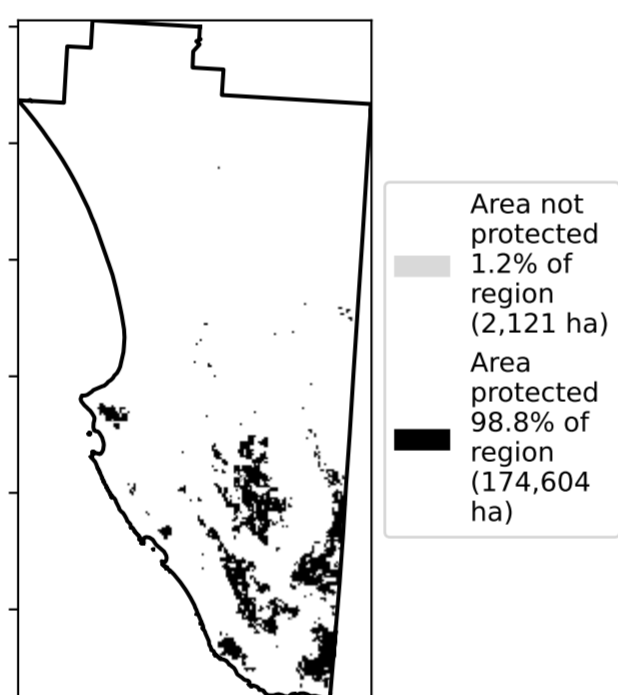 Area not
protected
1.2% of
region
(2,121 ha)
Area
protected
98.8% of
region
(174,604
ha)